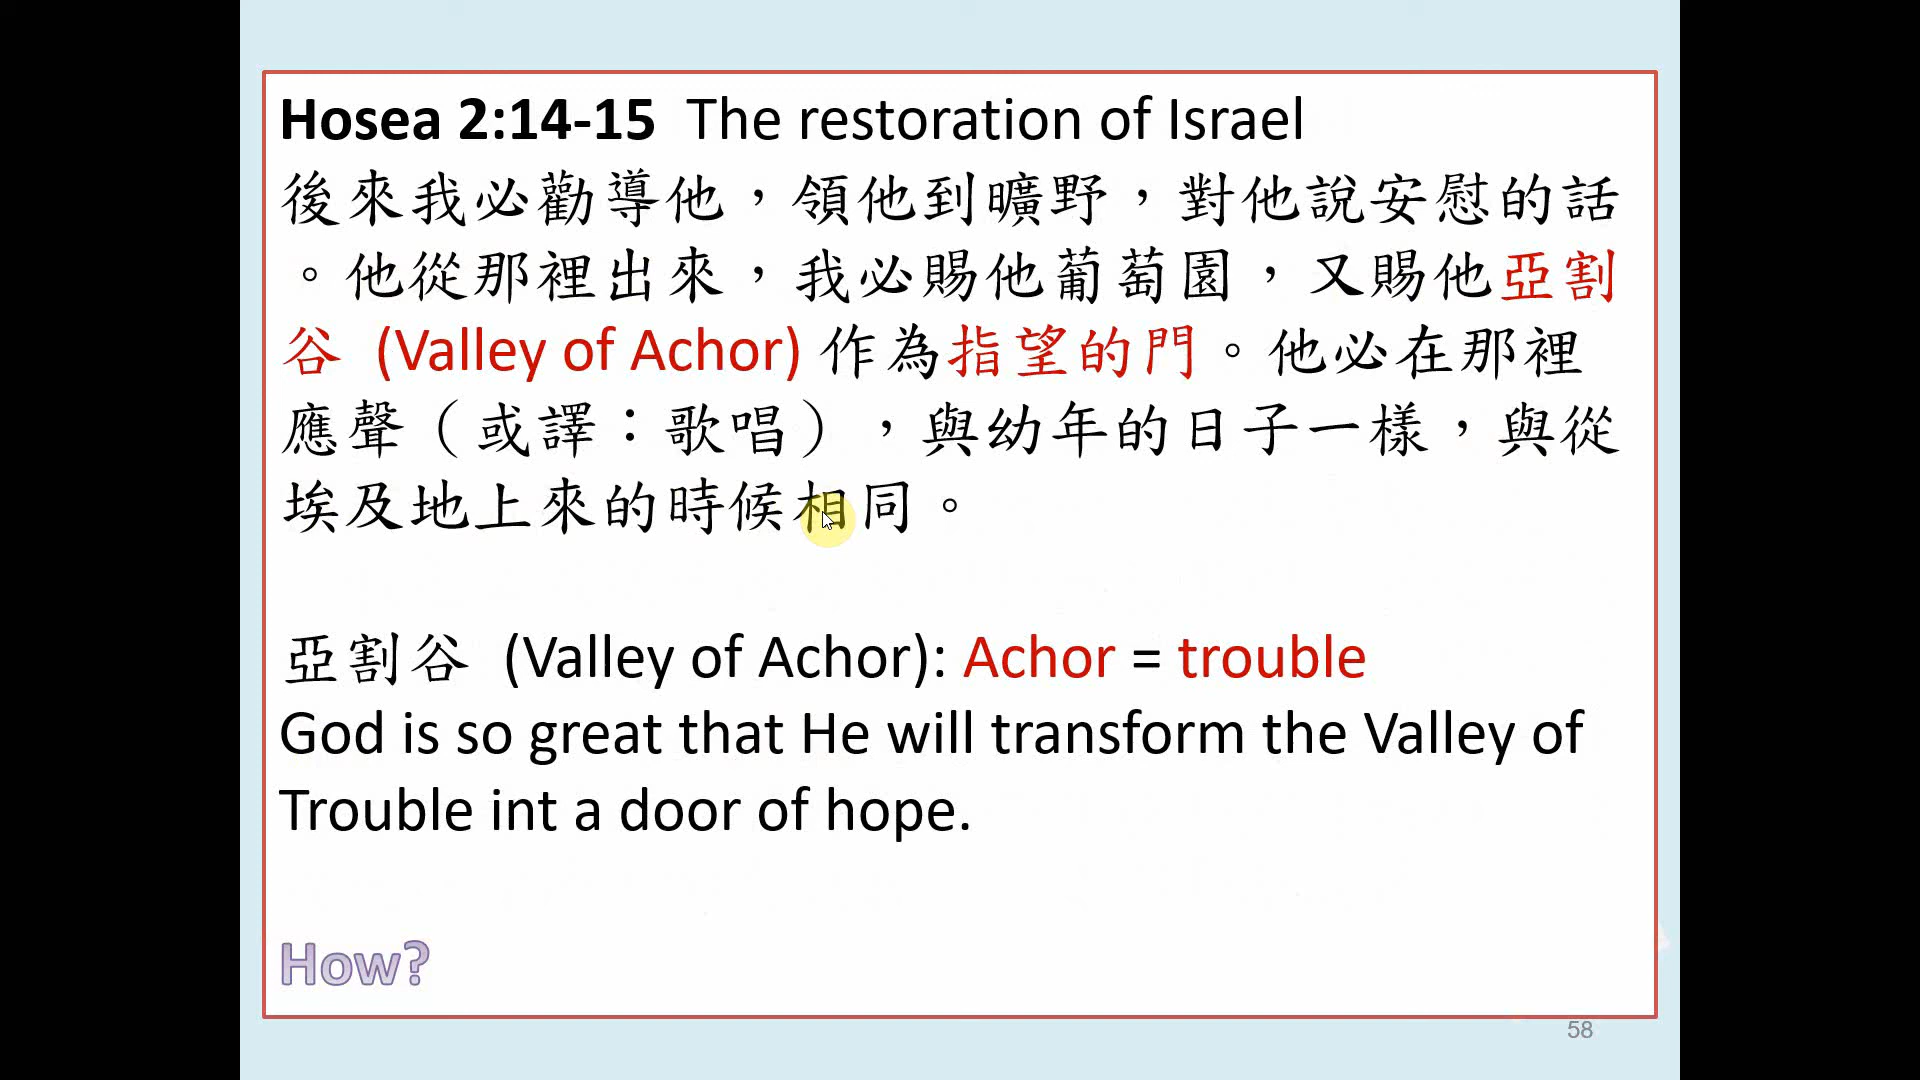 Hosea 2:14-15  The restoration of Israel
後來我必勸導他，領他到曠野，對他說安慰的話
。他從那裡出來，我必賜他葡萄園，又賜他亞割
谷 (Valley of Achor) 作為指望的門。他必在那裡
應聲（或譯：歌唱），與幼年的日子一樣，與從
埃及地上來的時候相同。
亞割谷 (Valley of Achor): Achor = trouble
God is so great that He will transform the Valley of
Trouble int a door of hope.
How?
58